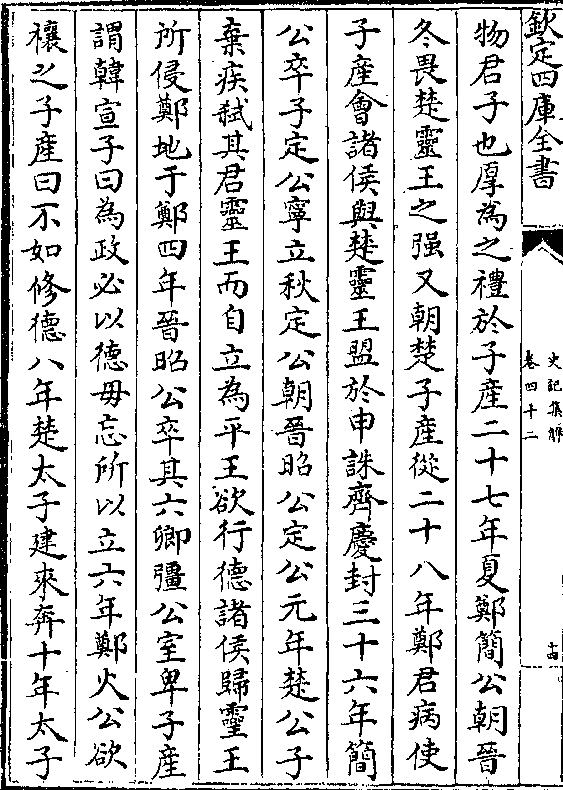 欽定四庫全書
史記集解
卷四十二
十四
物君子也厚為之禮於子產二十七年夏鄭簡公朝晉
冬畏楚靈王之强又朝楚子產從二十八年鄭君病使
子產會諸侯與楚靈王盟於申誅齊慶封三十六年簡
公卒子定公寧立秋定公朝晉昭公定公元年楚公子
棄疾弑其君靈王而自立為平王欲行德諸侯歸靈王
所侵鄭地于鄭四年晉昭公卒其六卿彊公室卑子產
謂韓宣子曰為政必以德毋忘所以立六年鄭火公欲
禳之子產曰不如修德八年楚太子建來奔十年太子